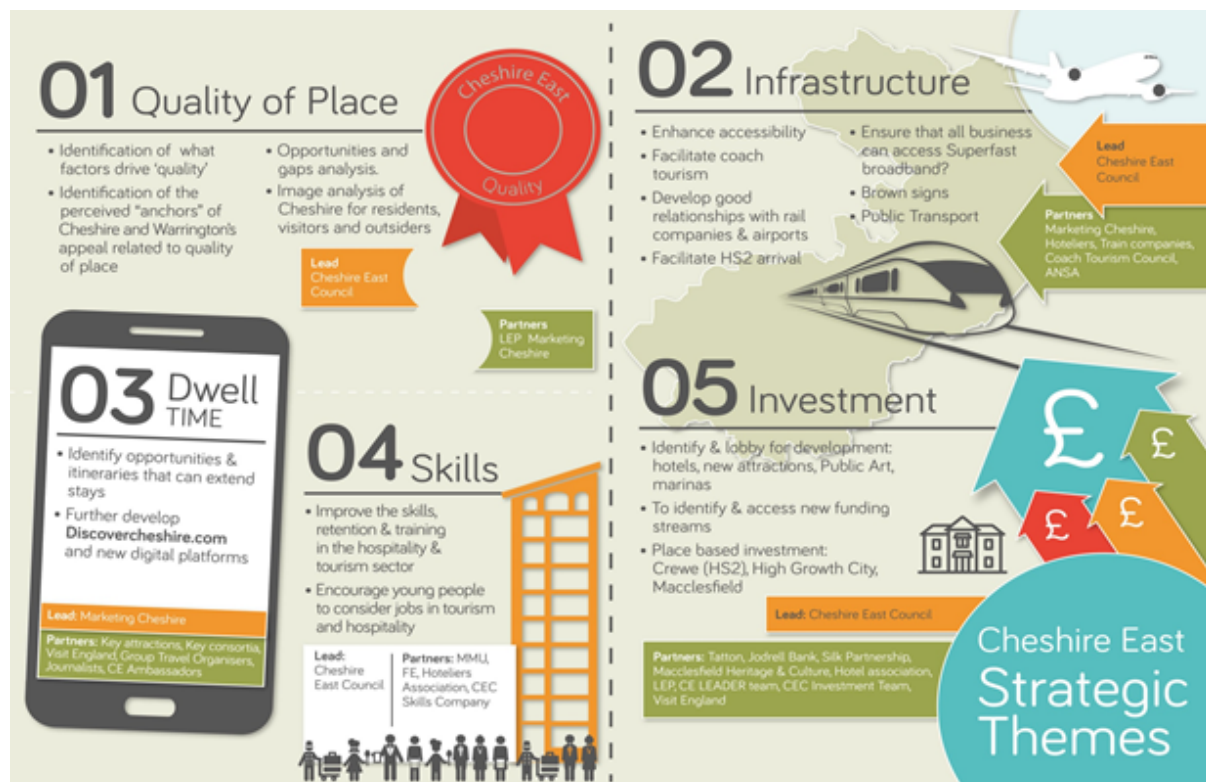 01 Quality of Place
• Identification of what
factors drive ‘quality’
• Identification of the
perceived “anchors” of
Cheshire and Warrington's
appeal related to quality
of place
• Opportunities and
gaps analysis.
• Image analysis of
Cheshire for residents,
visitors and outsiders
Cheshire East
Quality
Lead
Cheshire East
Council
Partners
LEP Marketing
Cheshire
02 Infrastructure
• Enhance accessibility
• Facilitate coach
tourism
• Develop good
relationships with rail
companies & airports
• Facilitate HS2 arrival
• Ensure that all business
can access Superfast
broadband?
• Brown signs
• Public Transport
Lead
Cheshire East
Council
Partners
Marketing Cheshire,
Hoteliers, Train companies,
Coach Tourism Council,
ANSA
03 Dwell
TIME
• Identify opportunities &
itineraries that can extend
stays
• Further develop
Discovercheshire.com
and new digital platforms
Lead: Marketing Cheshire
Partners: Key attractions, Key consortia,
Visit England, Group Travel Organisers,
Journalists, CE Ambassadors
04 Skills
• Improve the skills,
retention & training
in the hospitality &
tourism sector
• Encourage young people
to consider jobs in tourism
and hospitality
Lead:
Cheshire
East Council
Partners: MMU,
FE, Hoteliers
Association, CEC
Skills Company
05 Investment
• Identify & lobby for development:
hotels, new attractions, Public Art,
marinas
• To identify & access new funding
streams
• Place based investment:
Crewe (HS2), High Growth City,
Macclesfield
Lead: Cheshire East Council
Partners: Tatton, Jodrell Bank, Silk Partnership,
Macclesfield Heritage & Culture, Hotel association,
LEP, CE LEADER team, CEC Investment Team,
Visit England
£
£
£
£
Cheshire East
Strategic
Themes